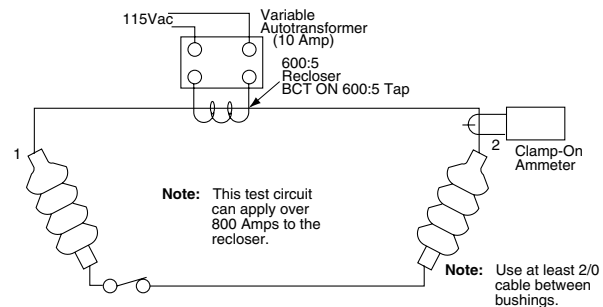 115Vac
Variable
Autotransformer
(10 Amp)
600:5
Recloser
BCT ON 600:5 Tap
1
2
Clamp-On
Ammeter
Note: This test circuit
can apply over
800 Amps to the
recloser.
Note: Use at least 2/0
cable between
bushings.